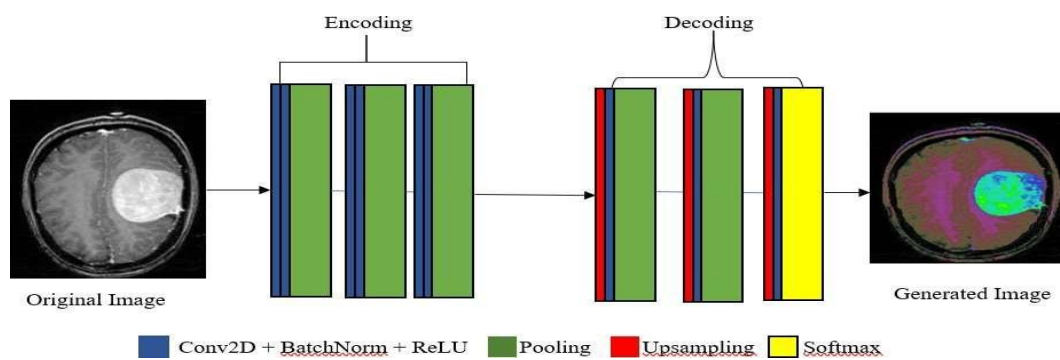 Encoding
Decoding
Original Image
Generated Image
Conv2D + BatchNorm + ReLU
Pooling
Upsampling
Softmax